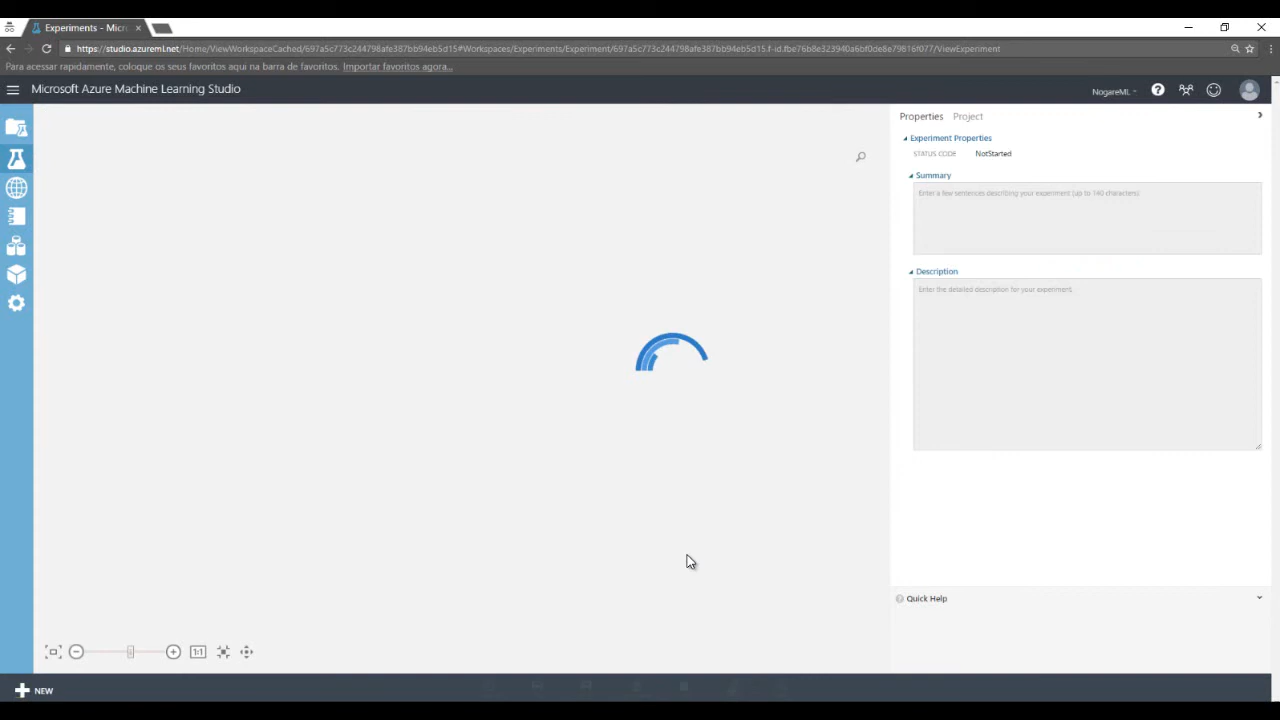 Experiments - Micr
https://studio.azureml.net/Home/ViewWorkspaceCached/697a5c773c244798afe387bb94eb5d15#Workspaces/Experiments/Experiment/697a5c773c244798afe387bb94eb5d15.f-id.fbe76b8e323940a6bf0de8e79816f077/ViewExperiment
Para acessar rapidamente, coloque os seus favoritos aqui na barra de favoritos. Importar favoritos agora...
Microsoft Azure Machine Learning Studio
NogareML
Properties Project
Experiment Properties
STATUS CODE NotStarted
Summary
Enter a few sentences describing your experiment (up to 140 characters).
Description
Enter the detailed description for your experiment.
Quick Help
1:1
NEW